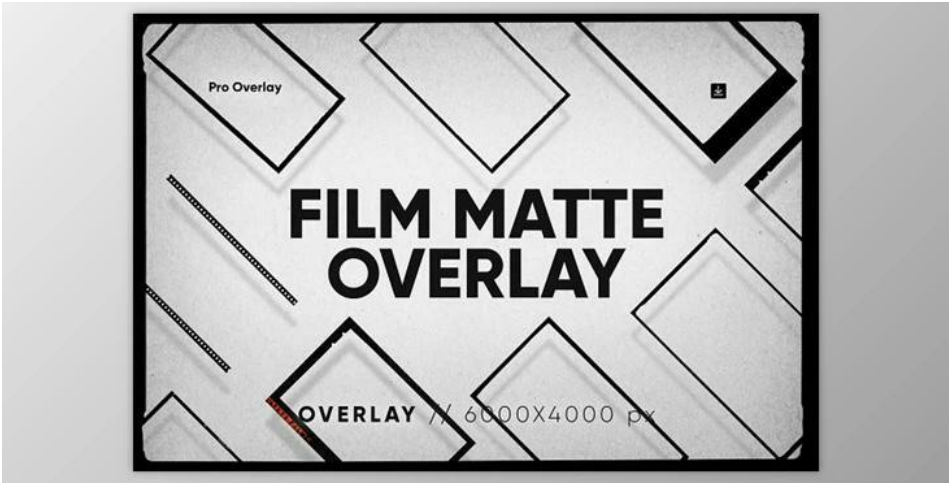 Pro Overlay
FILM MATTE
OVERLAY
OVERLAY // 6000X4000 px